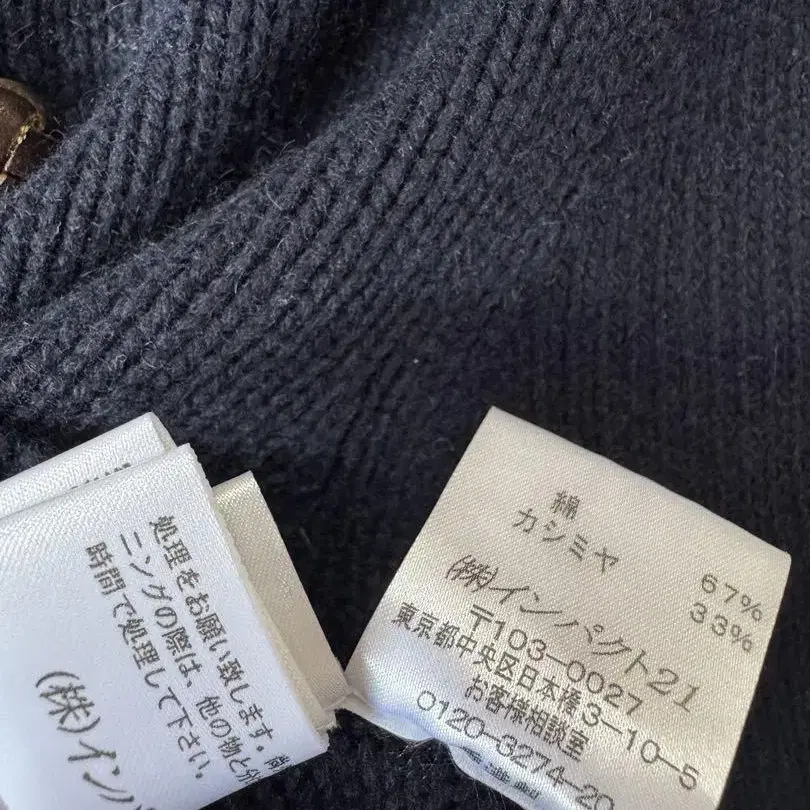 処理をお願い致します。尚
ニングの際は、他の物と分
時間で処理して下さい。
(株)イン
綿 67%
カシミヤ 33%
(株)インパクト21
〒103-0027
東京都中央区日本橋3-10-5
お客様相談室
0120-3274-20